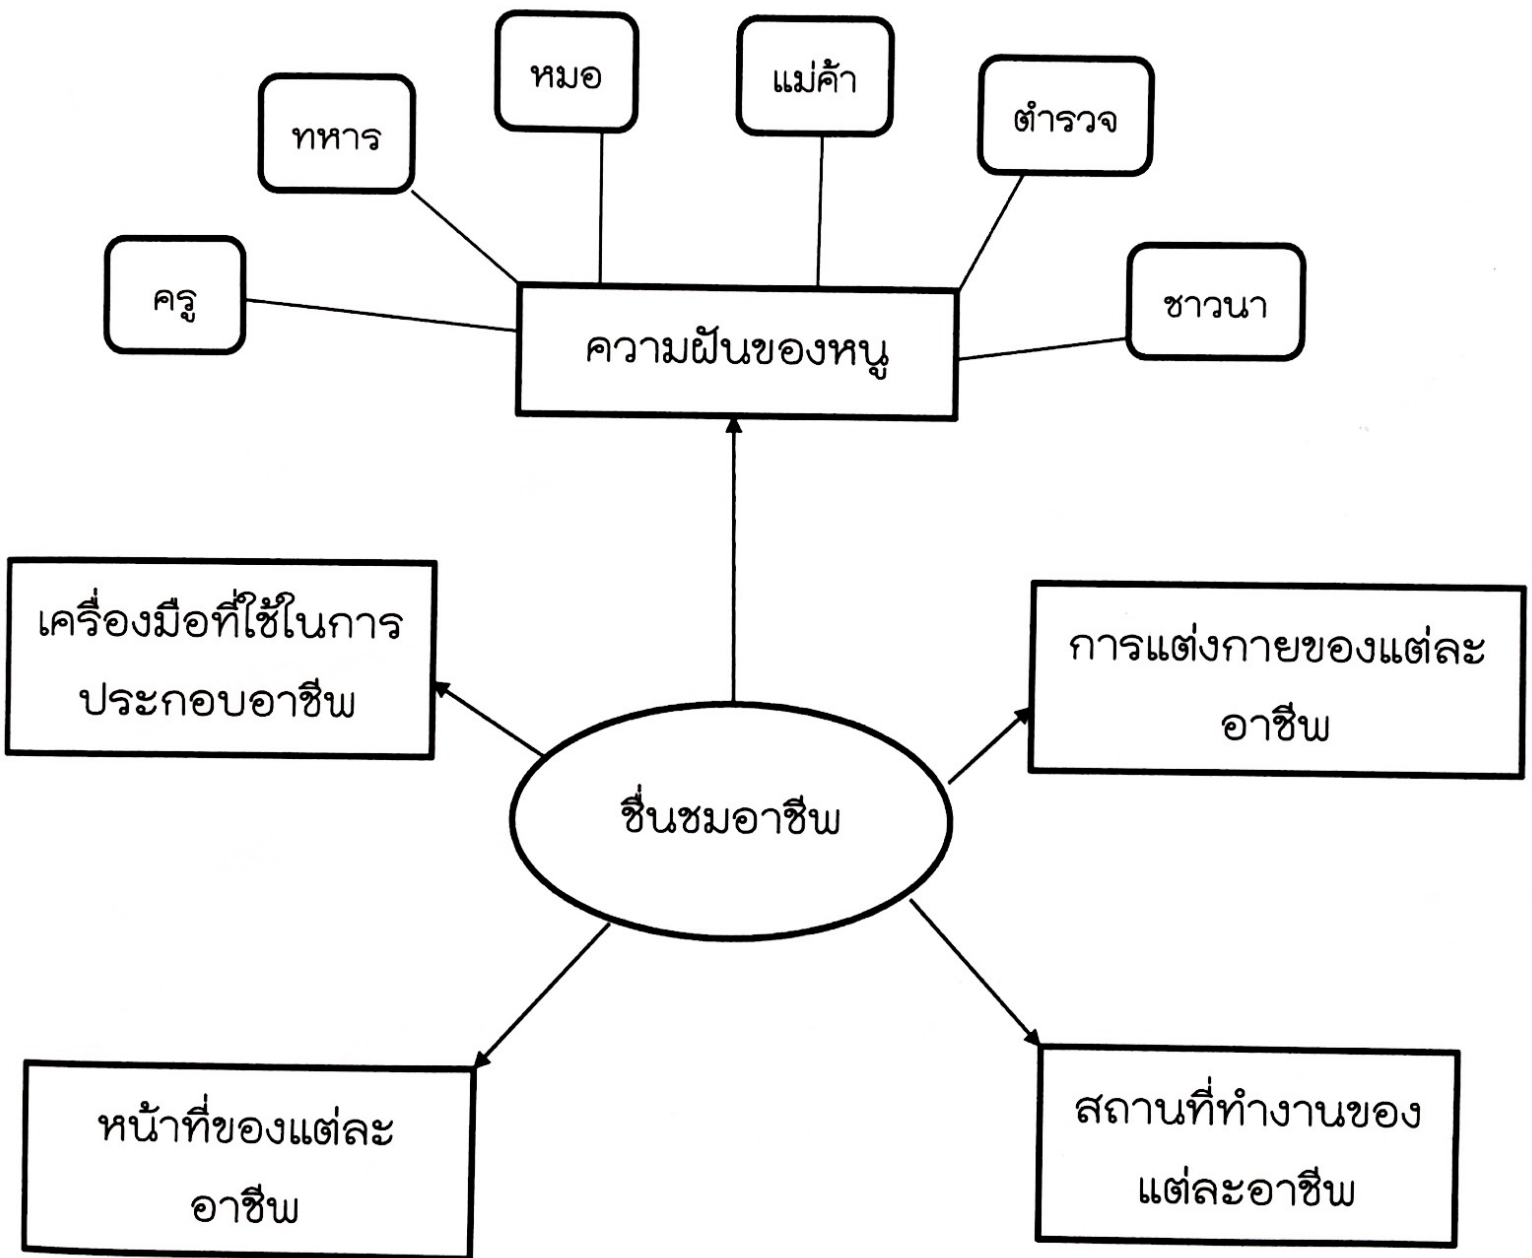 หมอ
แม่ค้า
ทหาร
ตำรวจ
ครู
ชาวนา
ความฝันของหนู
เครื่องมือที่ใช้ในการ
ประกอบอาชีพ
การแต่งกายของแต่ละ
อาชีพ
ชื่นชมอาชีพ
หน้าที่ของแต่ละ
อาชีพ
สถานที่ทำงานของ
แต่ละอาชีพ